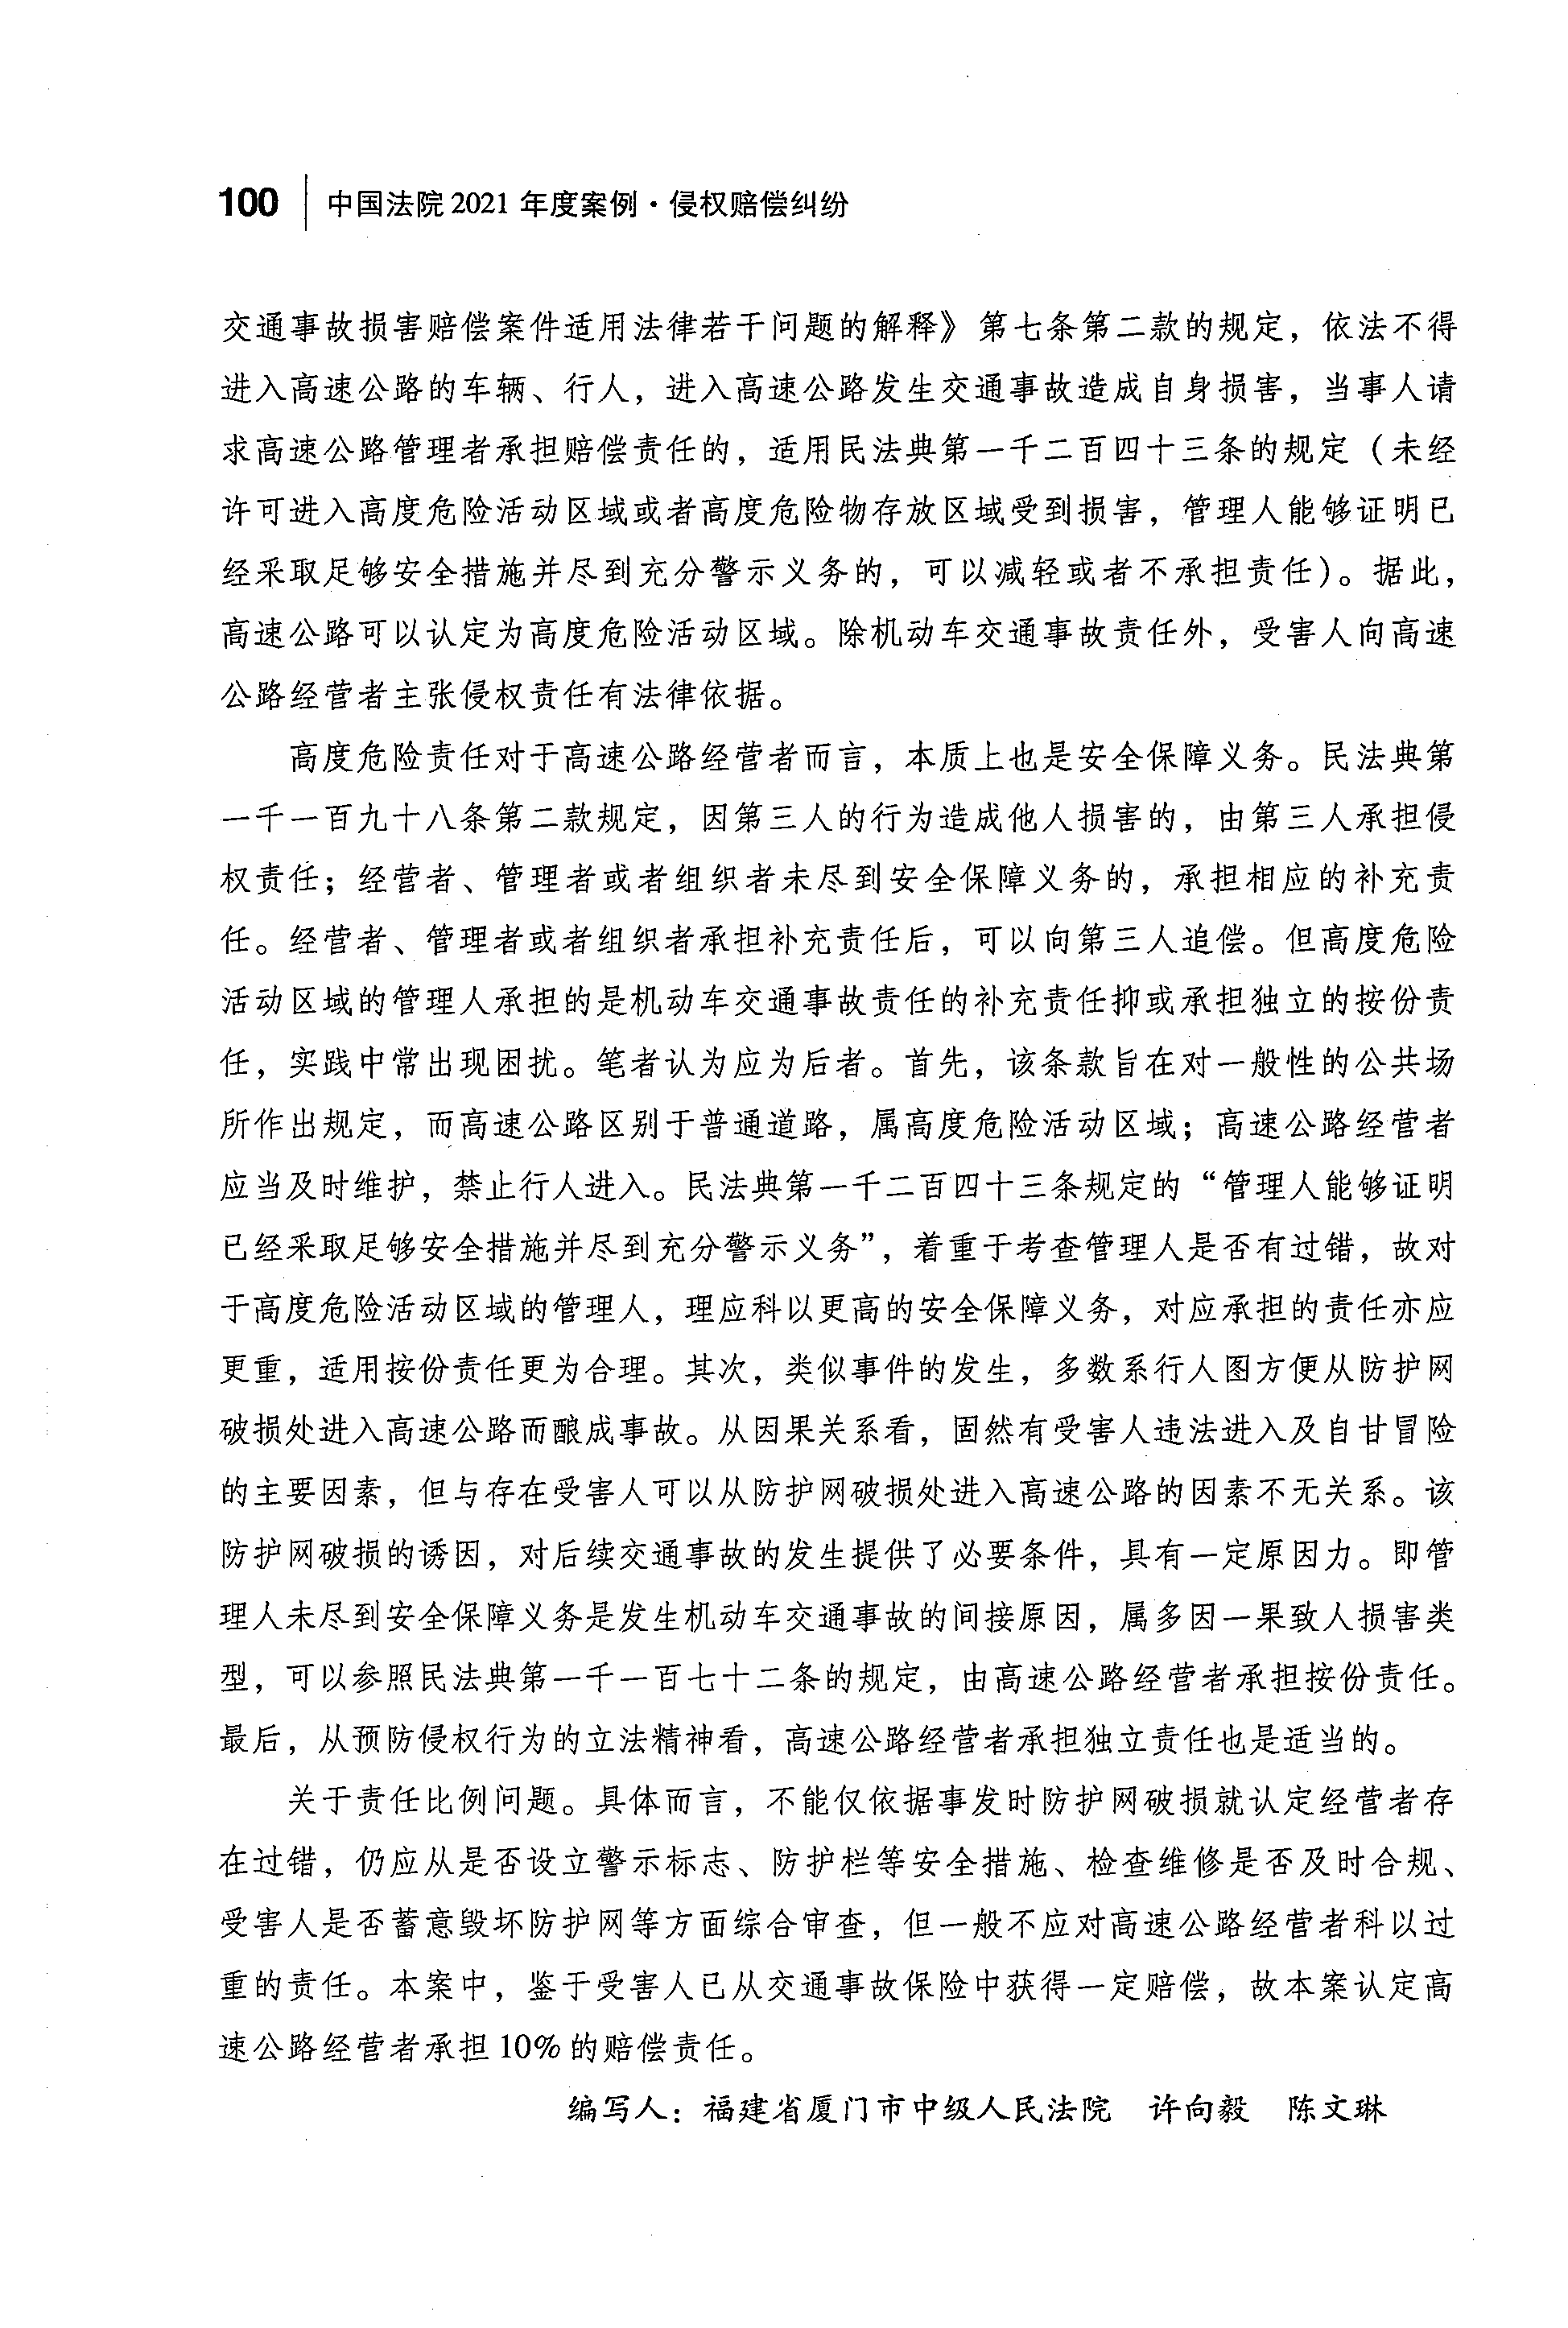 100 中国法院2021年度案例·侵权赔偿纠纷
交通事故损害赔偿案件适用法律若干问题的解释》第七条第二款的规定，依法不得
进入高速公路的车辆、行人，进入高速公路发生交通事故造成自身损害，当事人请
求高速公路管理者承担赔偿责任的，适用民法典第一千二百四十三条的规定（未经
许可进入高度危险活动区域或者高度危险物存放区域受到损害，管理人能够证明已
经采取足够安全措施并尽到充分警示义务的，可以减轻或者不承担责任）。据此，
高速公路可以认定为高度危险活动区域。除机动车交通事故责任外，受害人向高速
公路经营者主张侵权责任有法律依据。
高度危险责任对于高速公路经营者而言，本质上也是安全保障义务。民法典第
一千一百九十八条第二款规定，因第三人的行为造成他人损害的，由第三人承担侵
权责任；经营者、管理者或者组织者未尽到安全保障义务的，承担相应的补充责
任。经营者、管理者或者组织者承担补充责任后，可以向第三人追偿。但高度危险
活动区域的管理人承担的是机动车交通事故责任的补充责任抑或承担独立的按份责
任，实践中常出现困扰。笔者认为应为后者。首先，该条款旨在对一般性的公共场
所作出规定，而高速公路区别于普通道路，属高度危险活动区域；高速公路经营者
应当及时维护，禁止行人进入。民法典第一千二百四十三条规定的“管理人能够证明
已经采取足够安全措施并尽到充分警示义务”，着重于考查管理人是否有过错，故对
于高度危险活动区域的管理人，理应科以更高的安全保障义务，对应承担的责任亦应
更重，适用按份责任更为合理。其次，类似事件的发生，多数系行人图方便从防护网
破损处进入高速公路而酿成事故。从因果关系看，固然有受害人违法进入及自甘冒险
的主要因素，但与存在受害人可以从防护网破损处进入高速公路的因素不无关系。该
防护网破损的诱因，对后续交通事故的发生提供了必要条件，具有一定原因力。即管
理人未尽到安全保障义务是发生机动车交通事故的间接原因，属多因一果致人损害类
型，可以参照民法典第一千一百七十二条的规定，由高速公路经营者承担按份责任。
最后，从预防侵权行为的立法精神看，高速公路经营者承担独立责任也是适当的。
关于责任比例问题。具体而言，不能仅依据事发时防护网破损就认定经营者存
在过错，仍应从是否设立警示标志、防护栏等安全措施、检查维修是否及时合规、
受害人是否蓄意毁坏防护网等方面综合审查，但一般不应对高速公路经营者科以过
重的责任。本案中，鉴于受害人已从交通事故保险中获得一定赔偿，故本案认定高
速公路经营者承担10%的赔偿责任。
编写人：福建省厦门市中级人民法院 许向毅 陈文琳